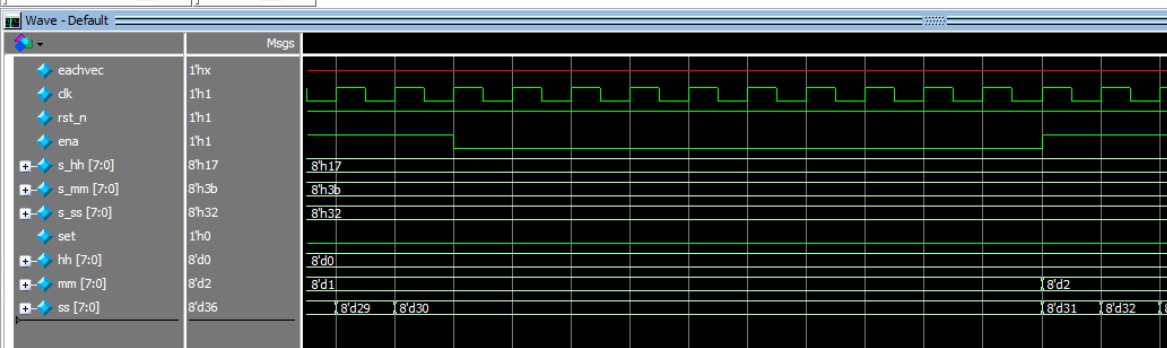 Wave - Default
Msgs
eachvec 1'hx
clk 1'h1
rst_n 1'h1
ena 1'h1
s_hh [7:0] 8'h17 8'h17
s_mm [7:0] 8'h3b 8'h3b
s_ss [7:0] 8'h32 8'h32
set 1'h0
hh [7:0] 8'd0 8'd0
mm [7:0] 8'd2 8'd1 8'd2
ss [7:0] 8'd36 8'd29 8'd30 8'd31 8'd32